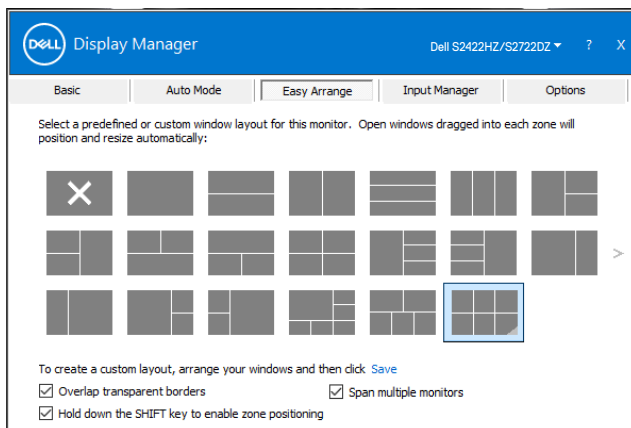 DELL Display Manager Dell S2422HZ/S2722DZ ? X
Basic Auto Mode Easy Arrange Input Manager Options
Select a predefined or custom window layout for this monitor. Open windows dragged into each zone will
position and resize automatically:
>
To create a custom layout, arrange your windows and then click Save
Overlap transparent borders Span multiple monitors
Hold down the SHIFT key to enable zone positioning